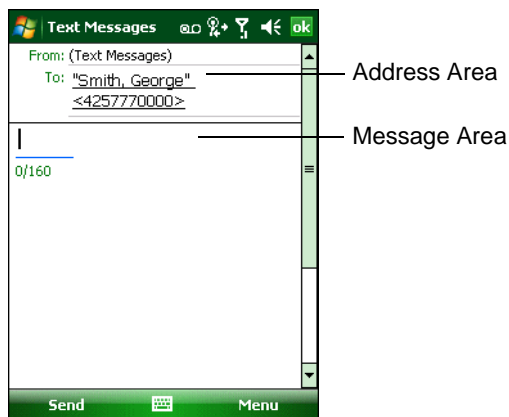 Text Messages
ok
From: (Text Messages)
To: "Smith, George"
<4257770000>
Address Area
Message Area
0/160
Send
Menu